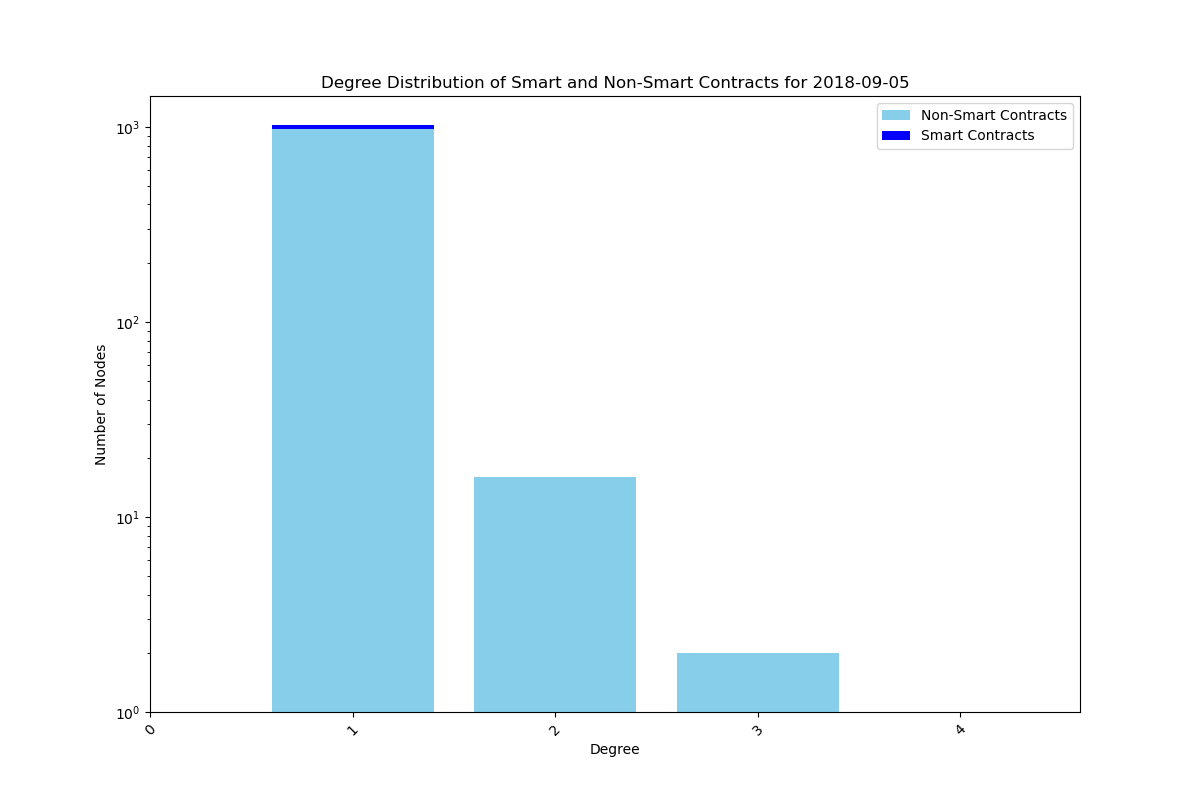 Degree Distribution of Smart and Non-Smart Contracts for 2018-09-05
Non-Smart Contracts
Smart Contracts
Number of Nodes
10³
10²
10¹
10⁰
0
1
2
3
4
Degree